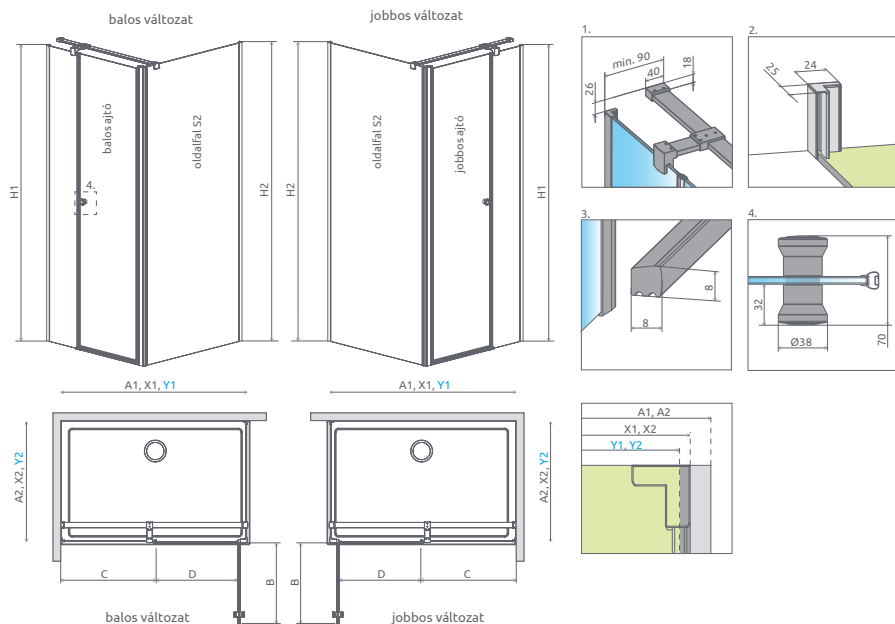 balos változat
jobbos változat
H1
balos ajtó
4.
oldalfal S2
H2
H2
oldalfal S2
jobbos ajtó
H1
1.
min. 90
40
18
26
2.
24
25
3.
8
8
4.
32
Ø38
70
A1, X1, Y1
A2, X2, Y2
C
D
B
balos változat
A1, X1, Y1
A2, X2, Y2
B
D
C
jobbos változat
A1, A2
X1, X2
Y1, Y2